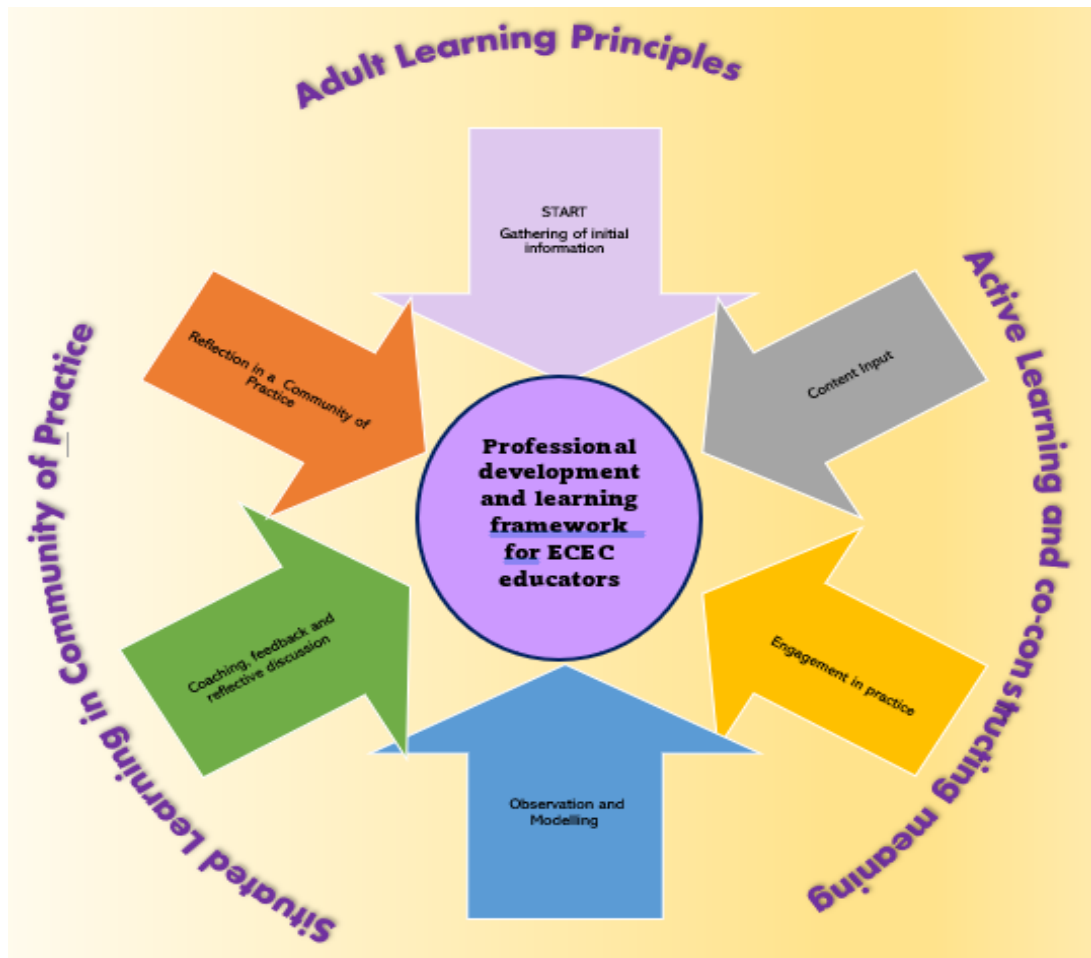 Adult Learning Principles
START
Gathering of initial
information
Content Input
Active Learning and co-constructing meaning
Engagement in practice
Observation and
Modelling
Coaching, feedback and
reflective discussion
Reflection in a Community of
Practice
Situated Learning in Community of Practice
Professional
development
and learning
framework
for ECEC
educators